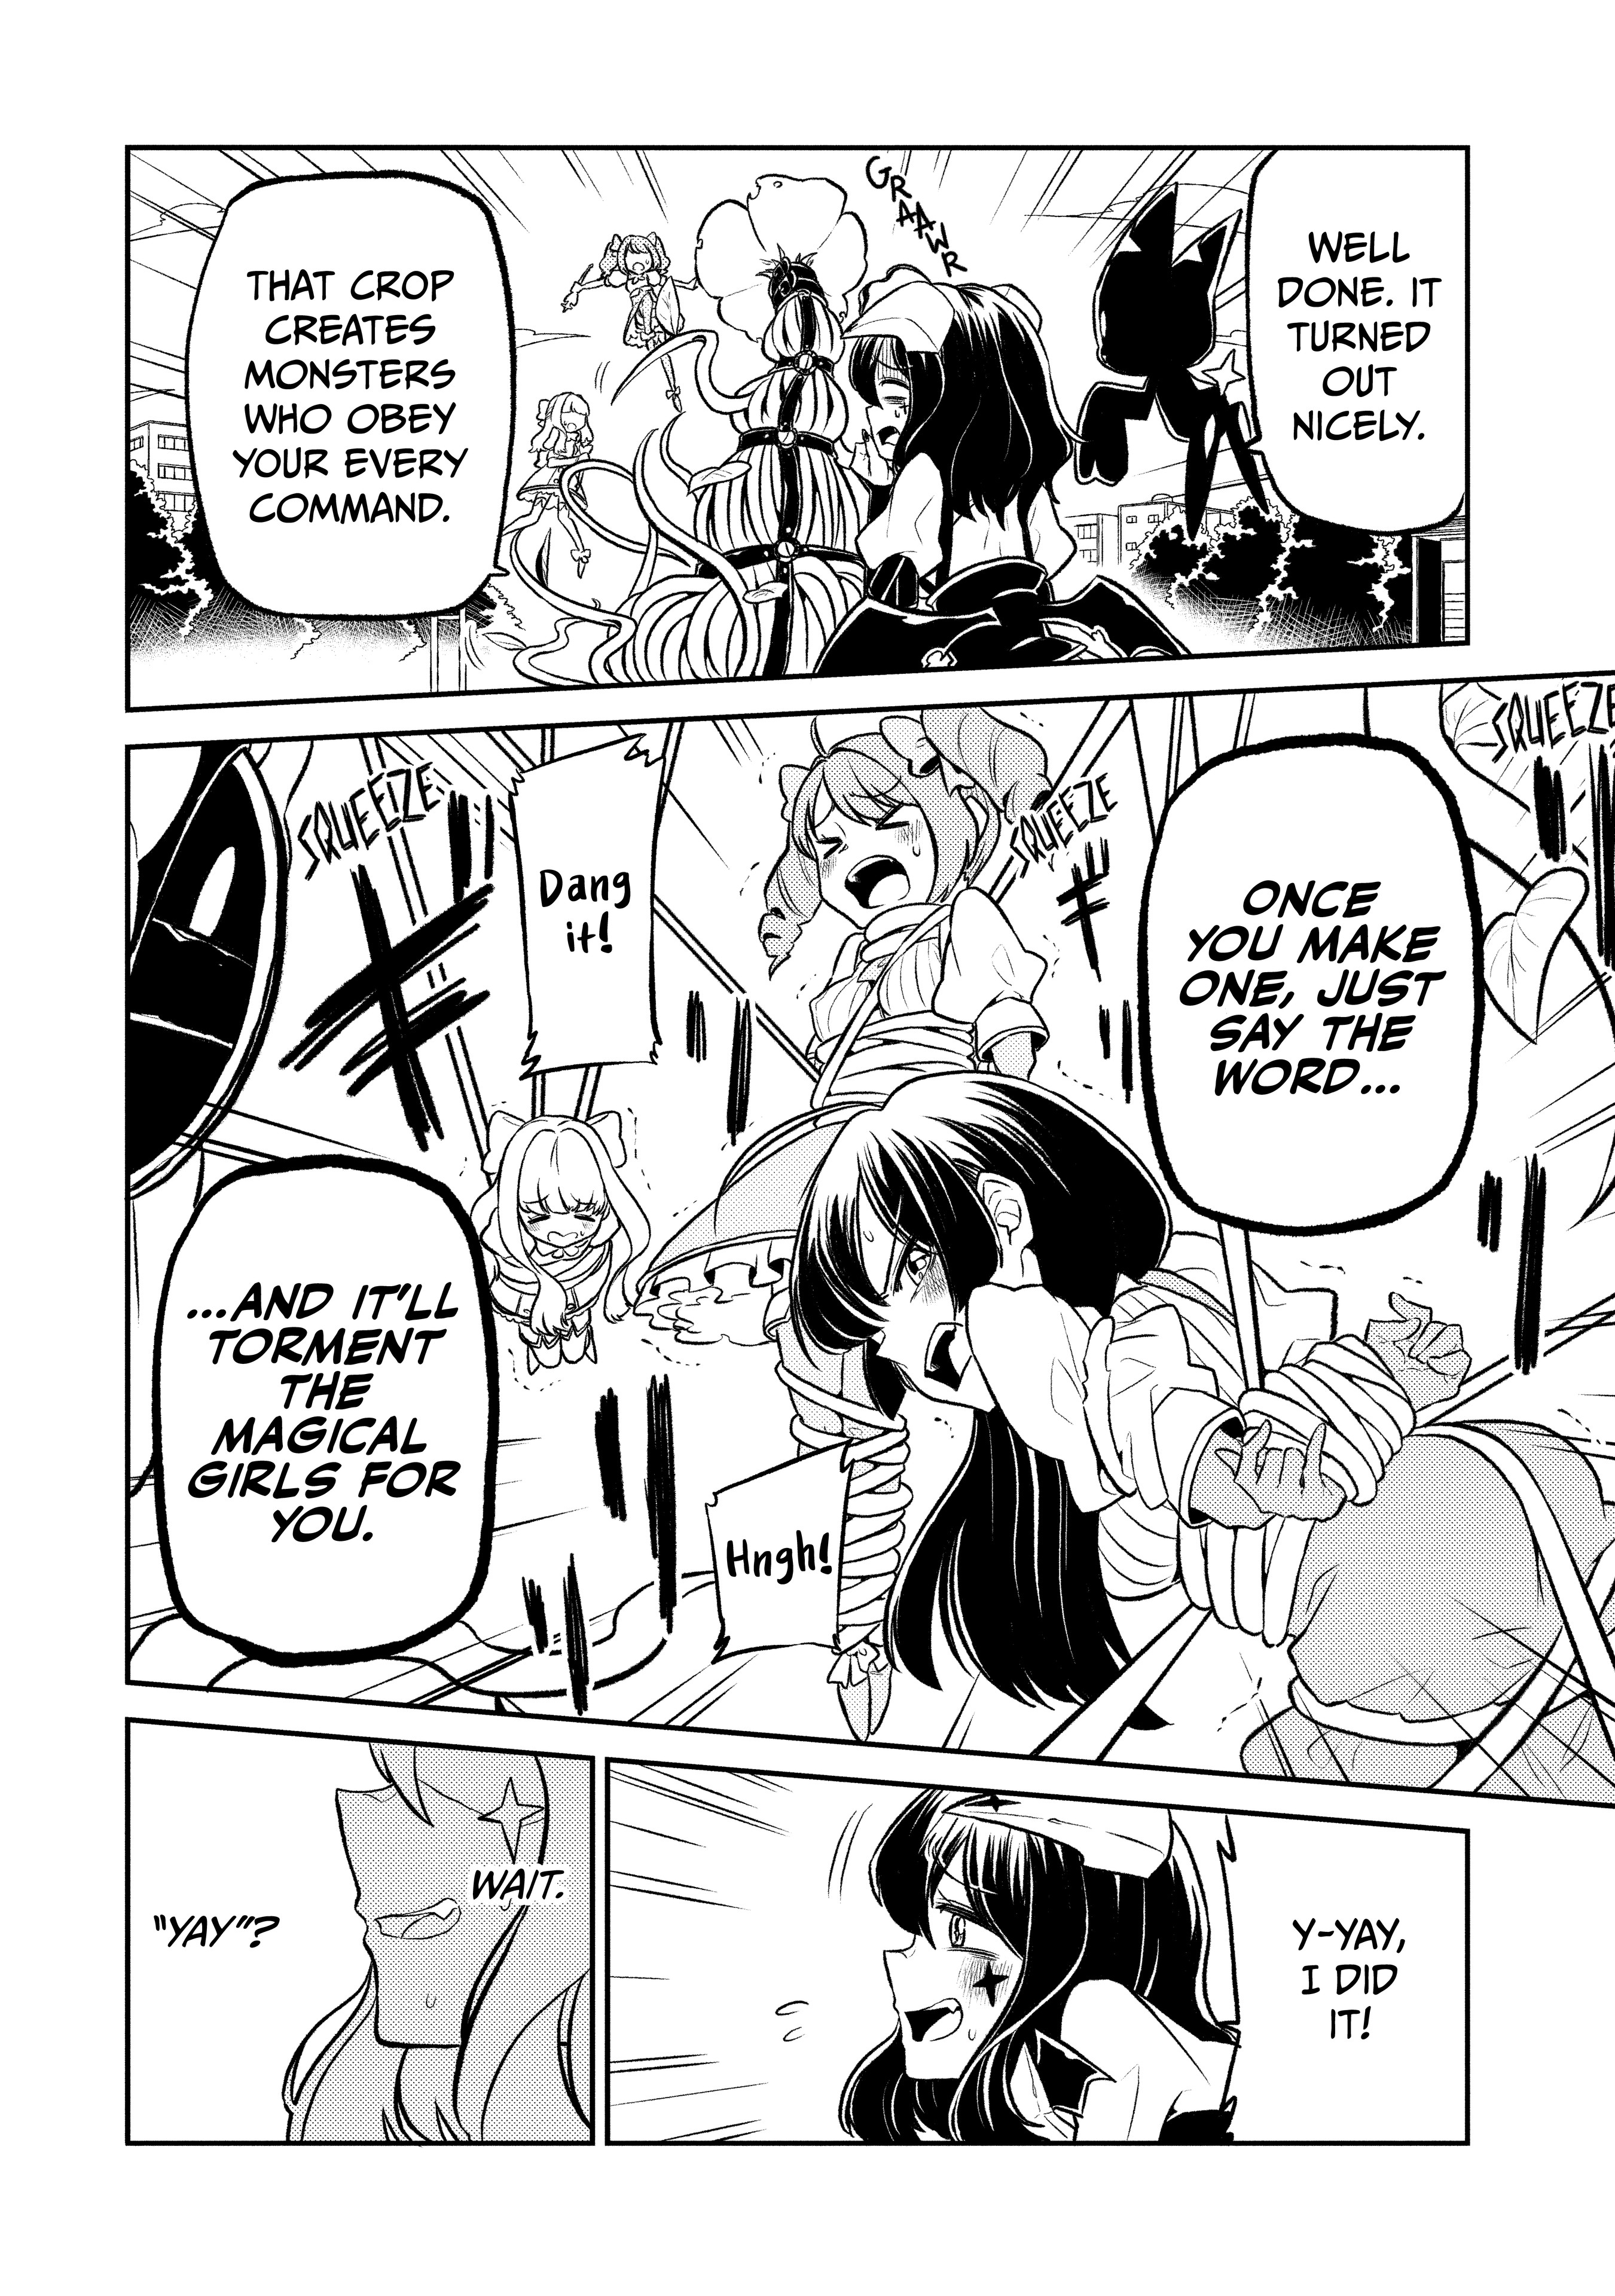 WELL
DONE. IT
TURNED
OUT
NICELY.
GRAAWR
THAT CROP
CREATES
MONSTERS
WHO OBEY
YOUR EVERY
COMMAND.
SQUEEZE
ONCE
YOU MAKE
ONE, JUST
SAY THE
WORD...
SQUEEZE
Dang
it!
SQUEEZE
...AND IT'LL
TORMENT
THE
MAGICAL
GIRLS FOR
YOU.
Hngh!
Y-YAY,
I DID
IT!
WAIT.
"YAY"?